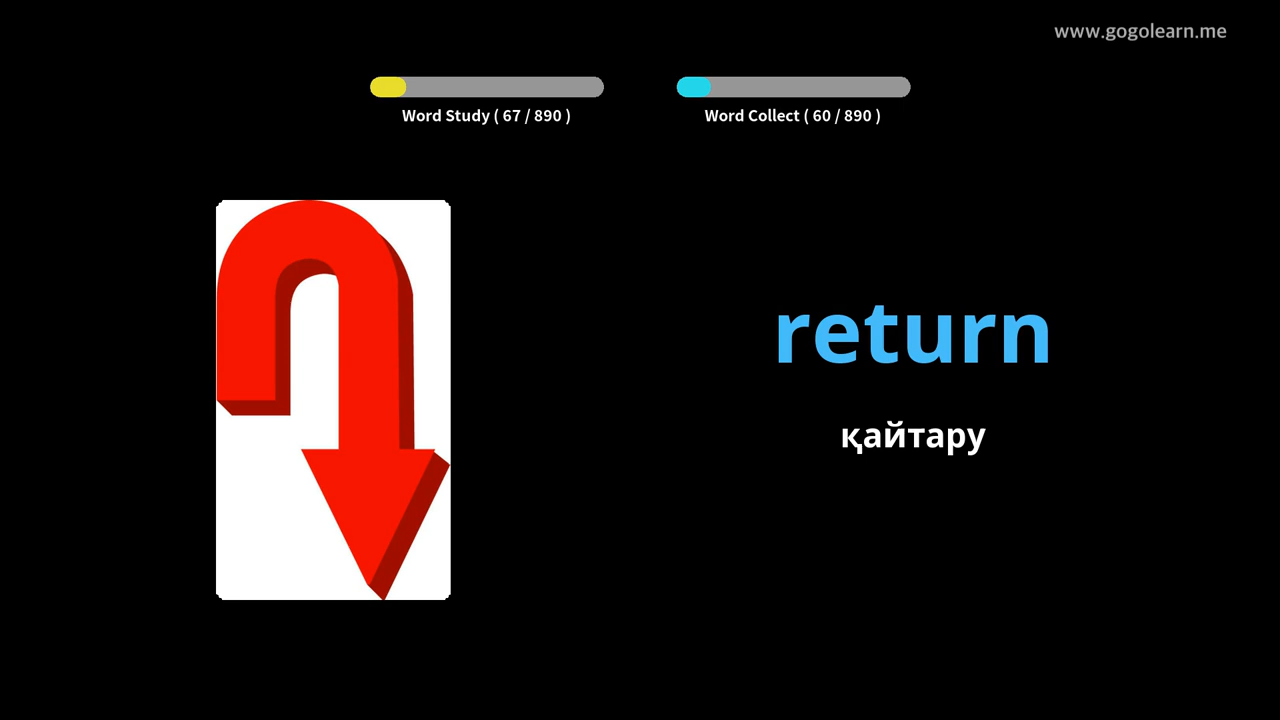 www.gogolearn.me
Word Study ( 67 / 890 )
Word Collect ( 60 / 890 )
return
қайтару